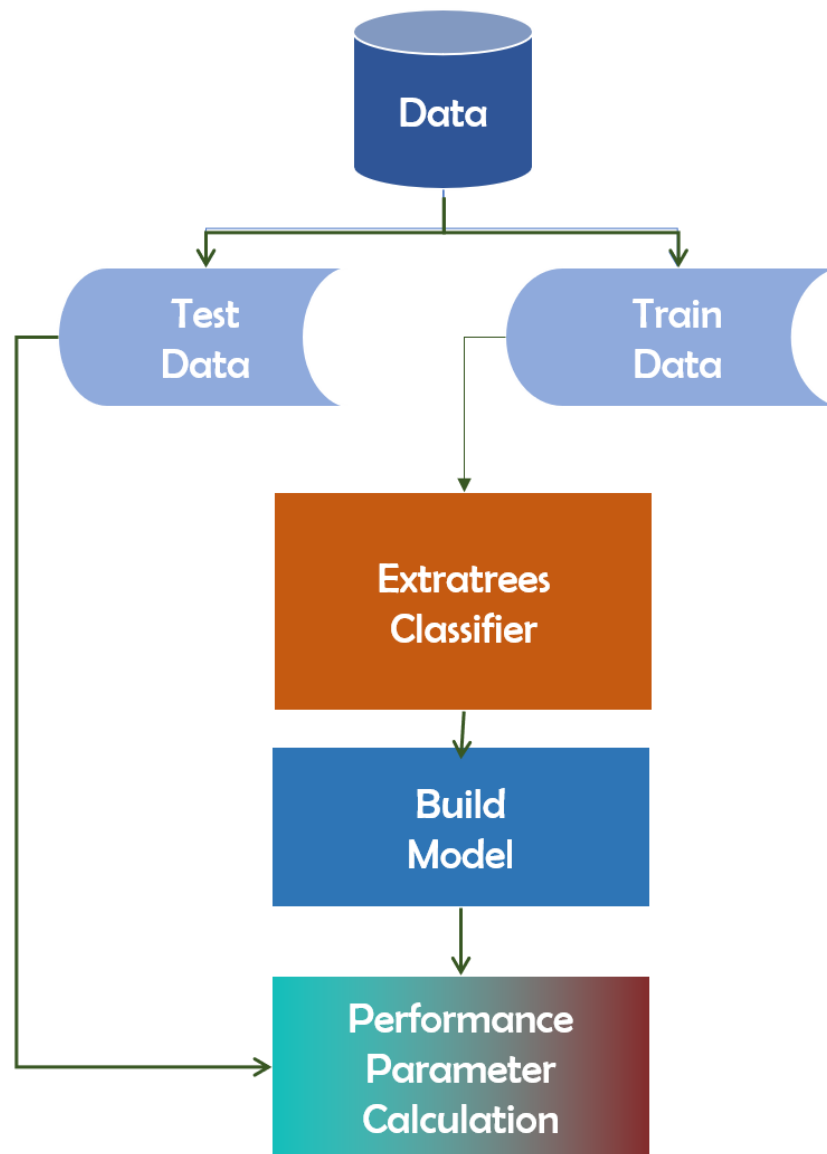 Data
Test
Data
Train
Data
Extratrees
Classifier
Build
Model
Performance
Parameter
Calculation